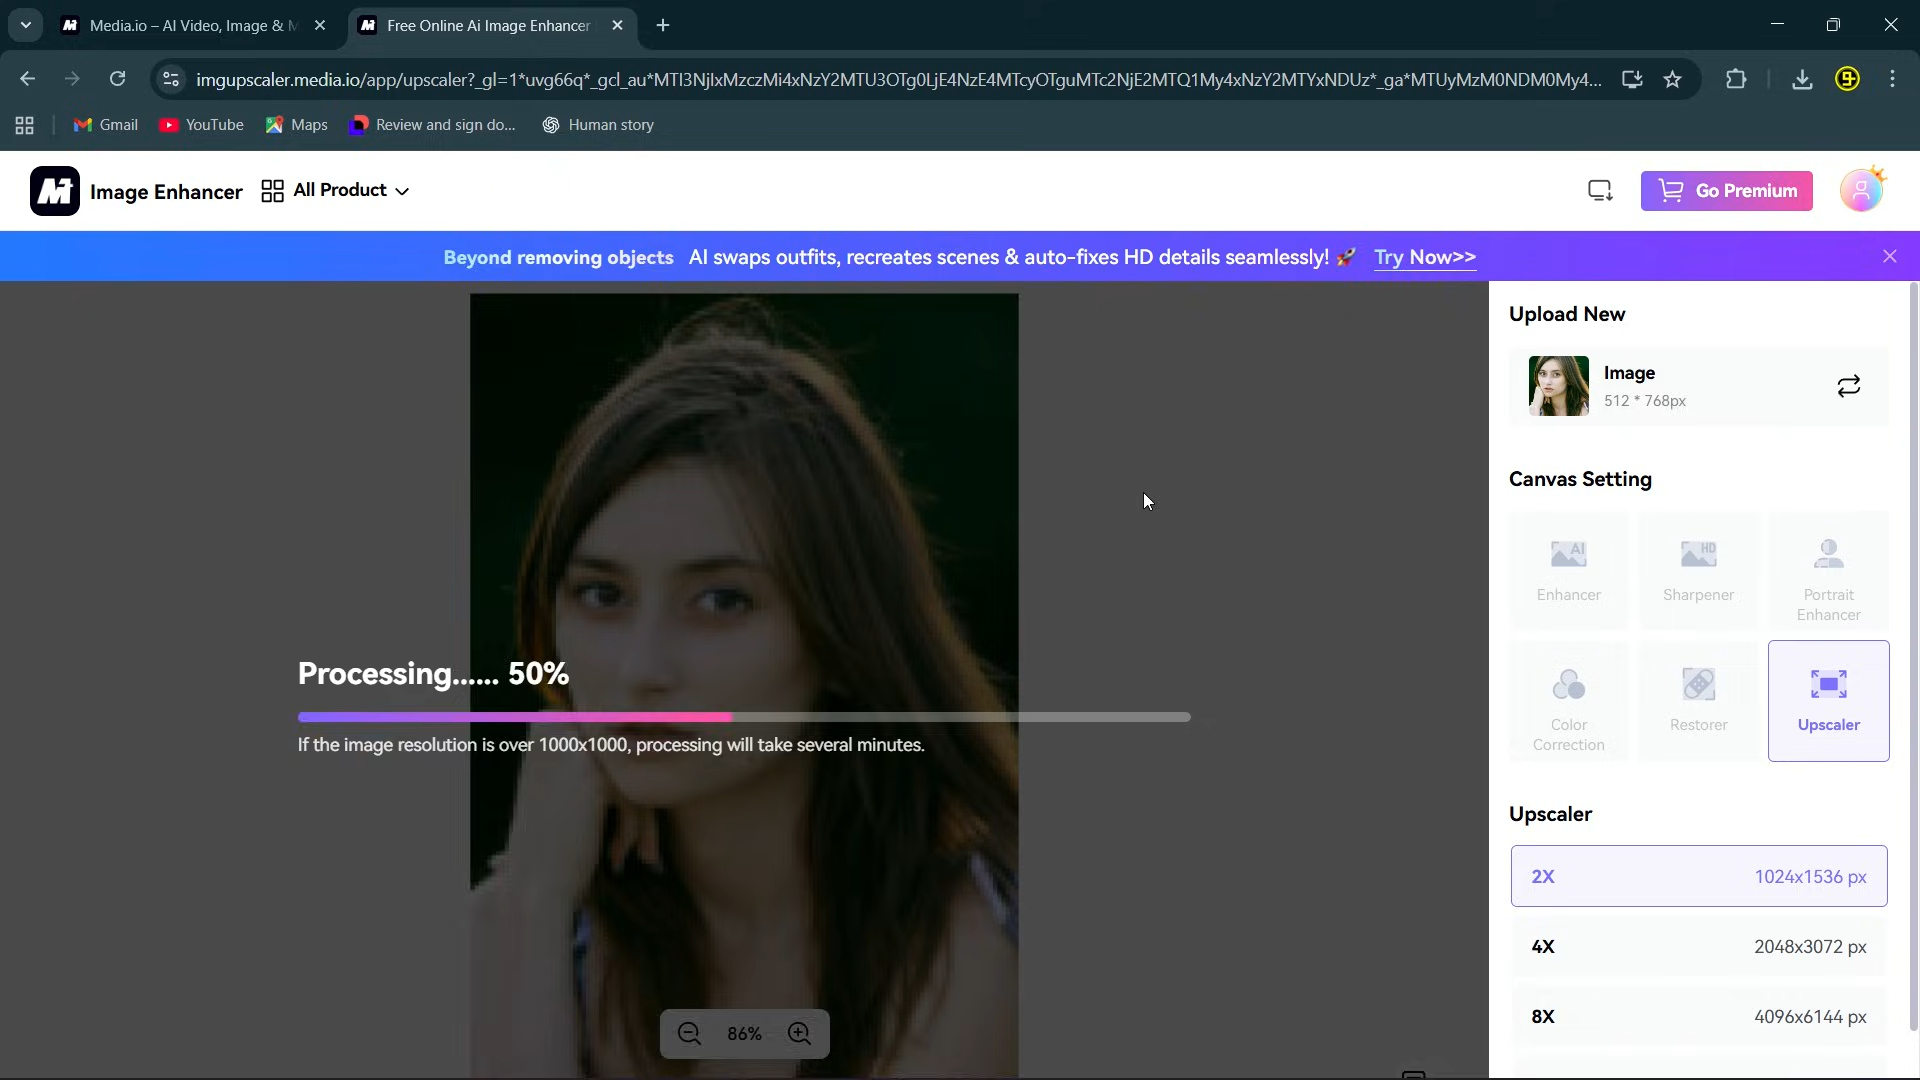 Media.io – AI Video, Image & M
Free Online Ai Image Enhancer
imgupscaler.media.io/app/upscaler?_gl=1*uvg66q*_gcl_au*MTI3NjIxMzczMi4xNzY2MTU3OTg0LjE4NzE4MTcyOTguMTc2NjE2MTQ1My4xNzY2MTYxNDUz*_ga*MTUyMzM0NDM0My4...
Gmail
YouTube
Maps
Review and sign do...
Human story
Image Enhancer
All Product
Go Premium
Beyond removing objects AI swaps outfits, recreates scenes & auto-fixes HD details seamlessly! 🚀 Try Now>>
Upload New
Image
512 * 768px
Canvas Setting
AI
Enhancer
HD
Sharpener
Portrait
Enhancer
Color
Correction
Restorer
Upscaler
Processing...... 50%
If the image resolution is over 1000x1000, processing will take several minutes.
Upscaler
2X 1024x1536 px
4X 2048x3072 px
8X 4096x6144 px
86%